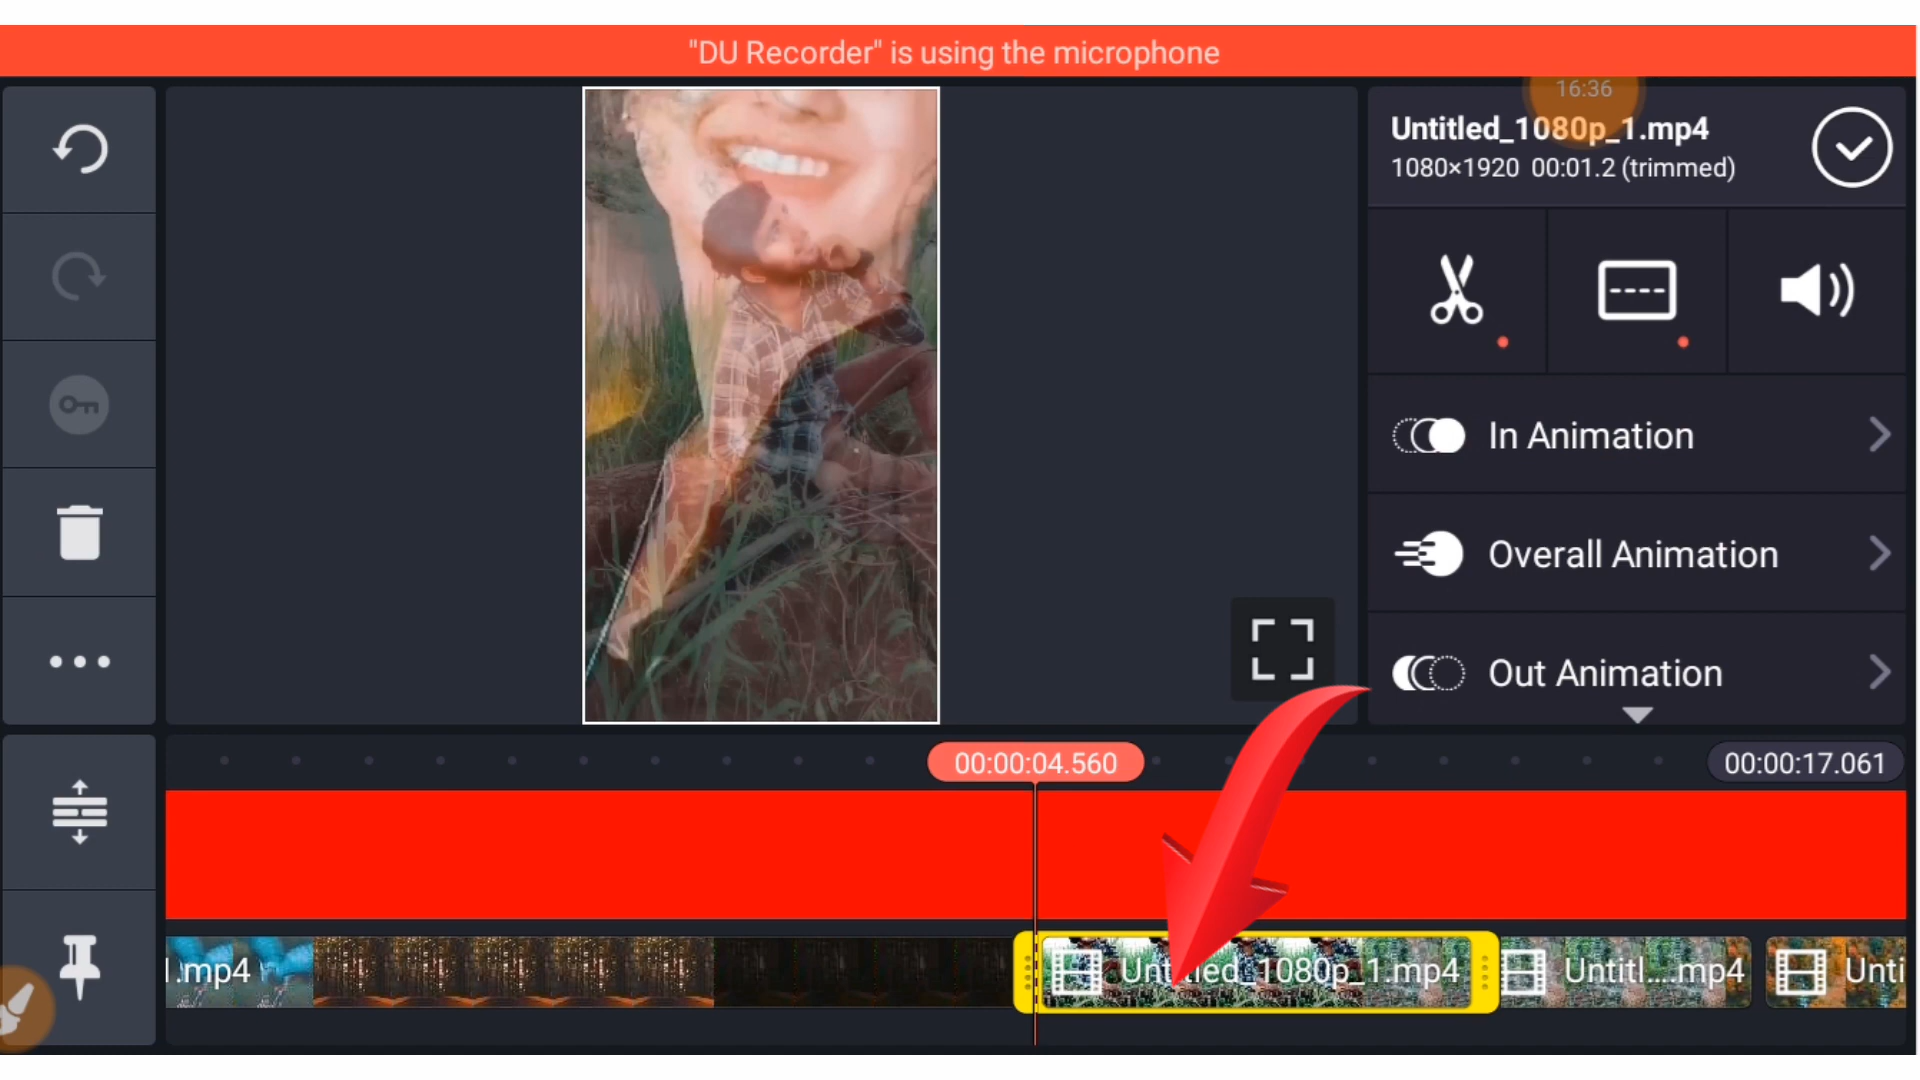 "DU Recorder" is using the microphone
16:36
Untitled_1080p_1.mp4
1080×1920 00:01.2 (trimmed)
In Animation
Overall Animation
Out Animation
00:00:04.560
00:00:17.061
.mp4
Untitled_1080p_1.mp4
Untitl....mp4
Unti